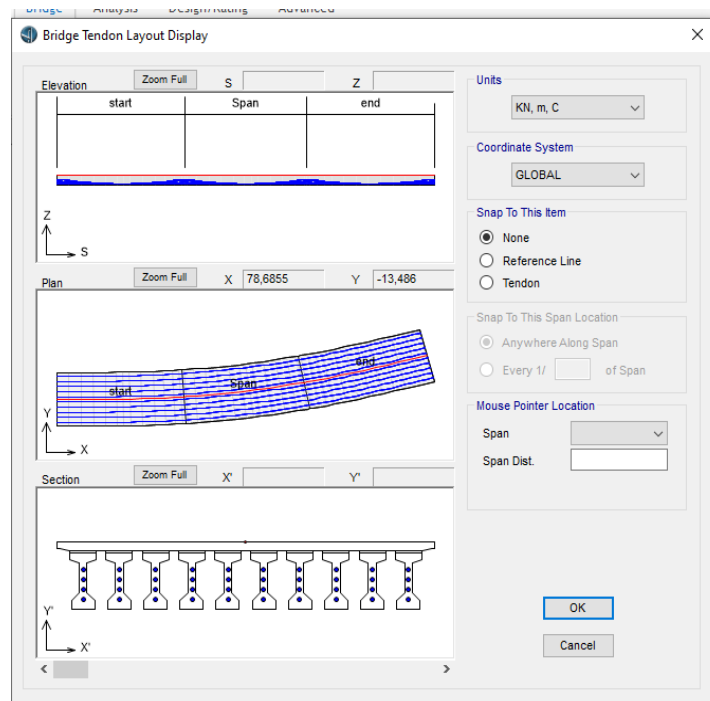 Bridge Analysis Design/Rating Advanced
Bridge Tendon Layout Display
Elevation Zoom Full S Z
start Span end
Z
S
Plan Zoom Full X 78,6855 Y -13,486
start Span end
Y
X
Section Zoom Full X' Y'
Y'
X'
Units
KN, m, C
Coordinate System
GLOBAL
Snap To This Item
None
Reference Line
Tendon
Snap To This Span Location
Anywhere Along Span
Every 1/ of Span
Mouse Pointer Location
Span
Span Dist.
OK
Cancel